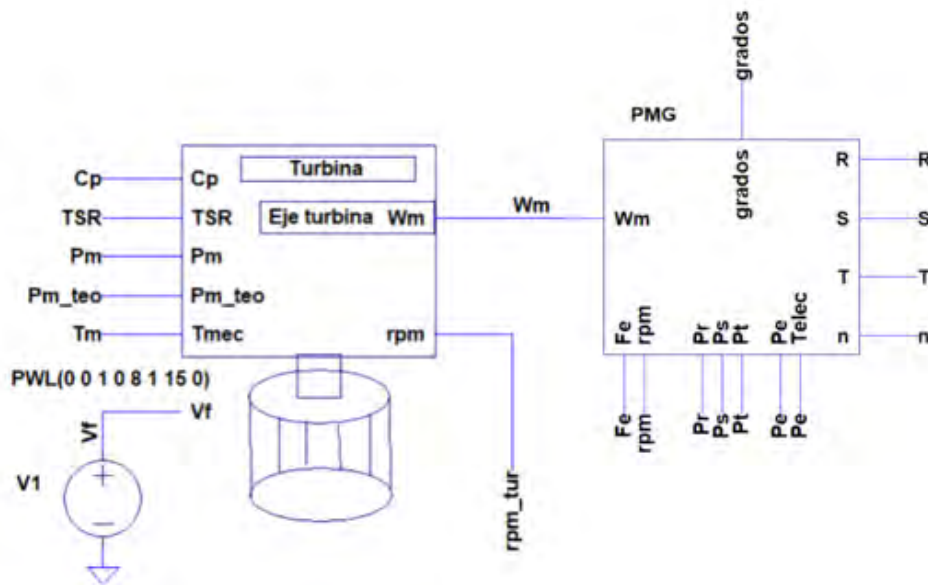 grados
PMG
grados
Turbina
Eje turbina Wm
Wm
Wm
Cp Cp
TSR TSR
Pm Pm
Pm_teo Pm_teo
Tm Tmec
rpm
R R
S S
T T
n n
Fe rpm Pr Ps Pt Pe Telec
Fe rpm Pr Ps Pt Pe Pe
PWL(0 0 1 0 8 1 15 0)
Vf
Vf
V1
rpm_tur